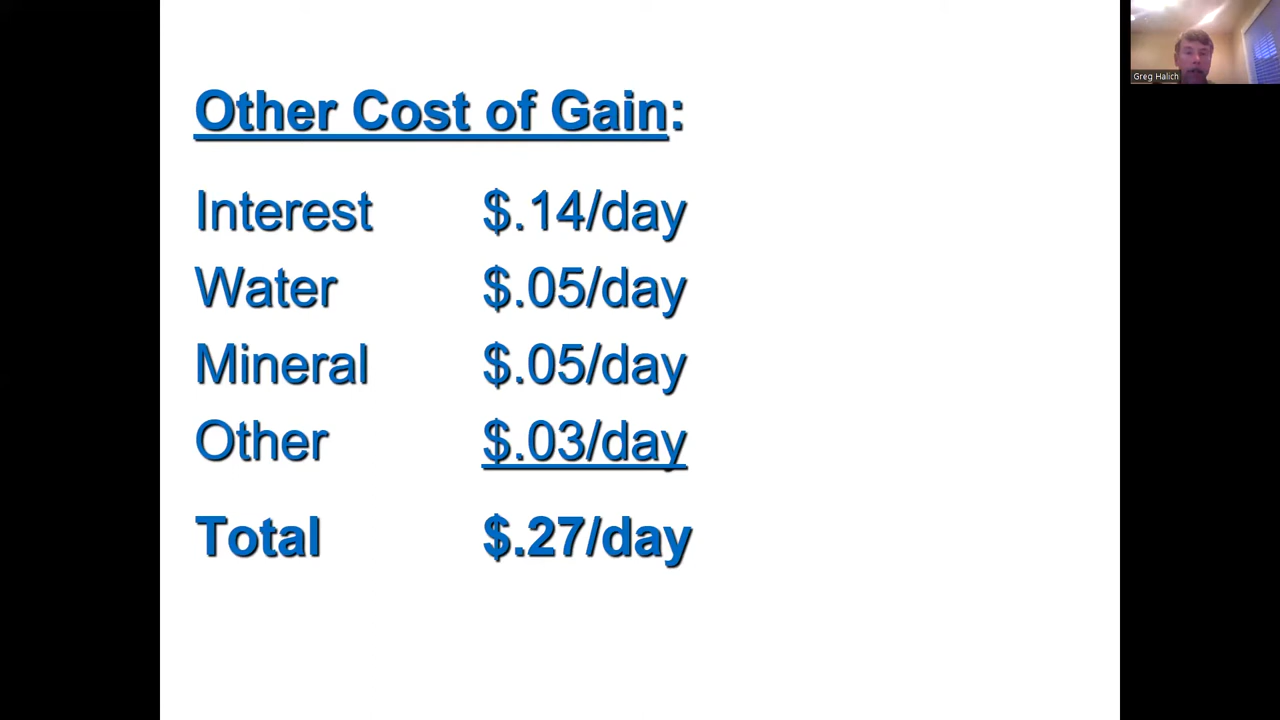 Other Cost of Gain:
Interest $.14/day
Water $.05/day
Mineral $.05/day
Other $.03/day
Total $.27/day
Greg Halich